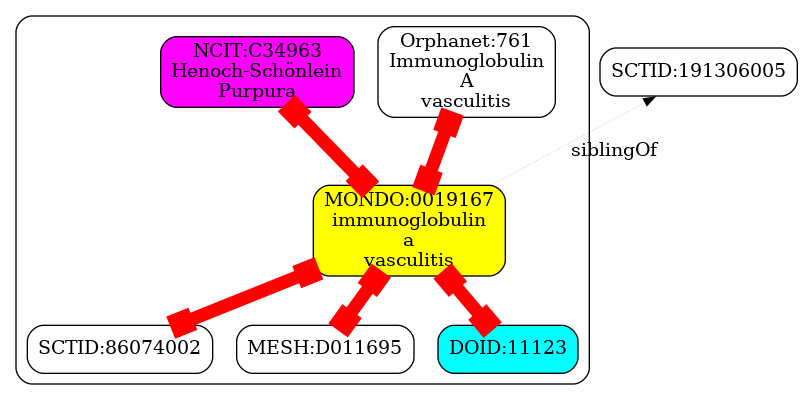 NCIT:C34963
Henoch-Schönlein
Purpura
Orphanet:761
Immunoglobulin
A
vasculitis
SCTID:191306005
siblingOf
MONDO:0019167
immunoglobulin
a
vasculitis
SCTID:86074002
MESH:D011695
DOID:11123